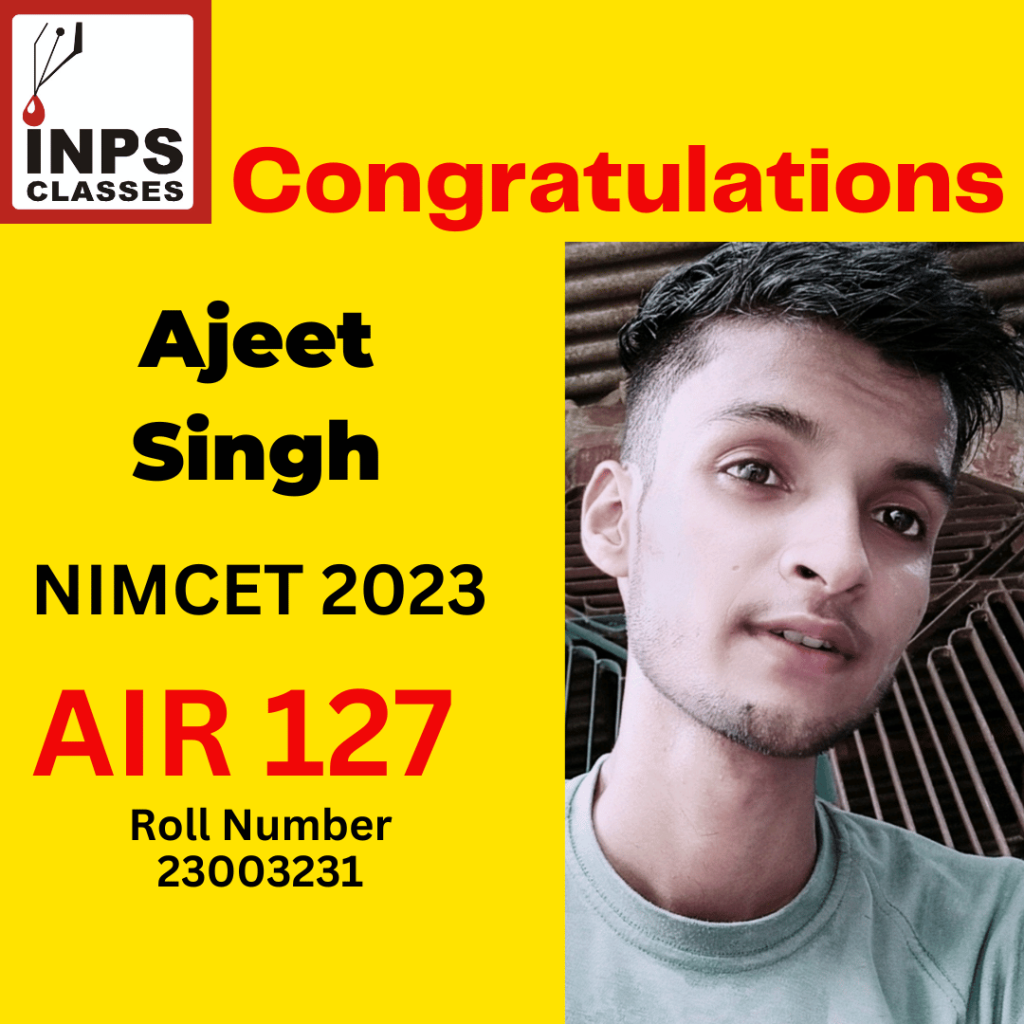 INPS
CLASSES
Congratulations
Ajeet
Singh
NIMCET 2023
AIR 127
Roll Number
23003231